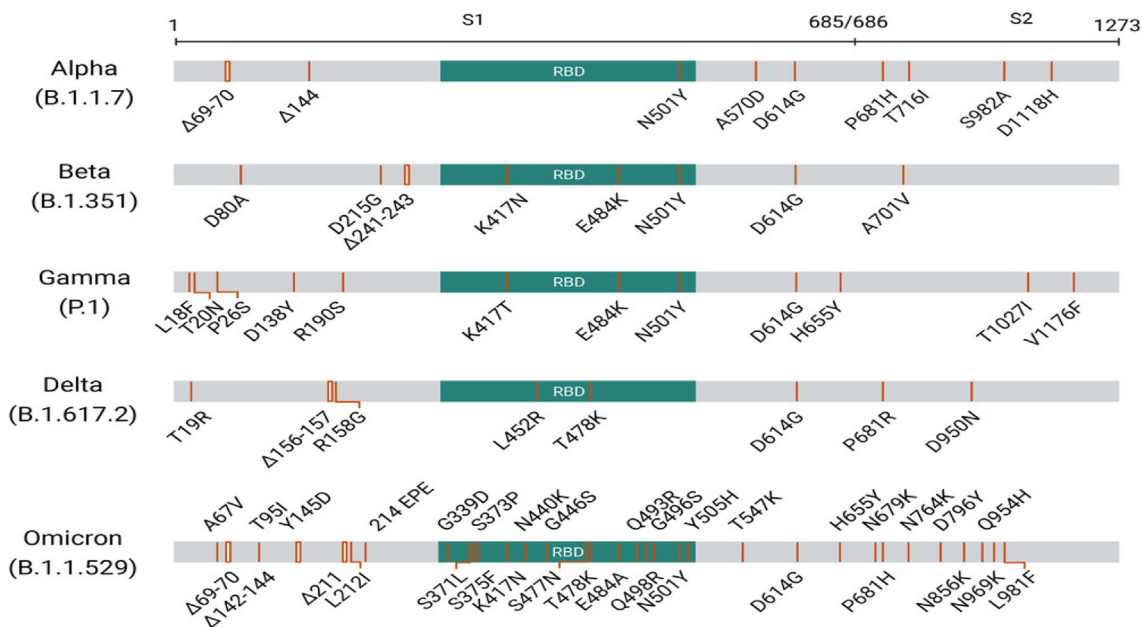 S1
S2
1
685/686
1273
Alpha
(B.1.1.7)
RBD
Δ69-70
Δ144
N501Y
A570D
D614G
P681H
T716I
S982A
D1118H
Beta
(B.1.351)
RBD
D80A
D215G
Δ241-243
K417N
E484K
N501Y
D614G
A701V
Gamma
(P.1)
RBD
L18F
T20N
P26S
D138Y
R190S
K417T
E484K
N501Y
D614G
H655Y
T1027I
V1176F
Delta
(B.1.617.2)
RBD
T19R
Δ156-157
R158G
L452R
T478K
D614G
P681R
D950N
A67V
T95I
Y145D
214 EPE
G339D
S373P
N440K
G446S
Q493R
G496S
Y505H
T547K
H655Y
N679K
N764K
D796Y
Q954H
Omicron
(B.1.1.529)
RBD
Δ69-70
Δ142-144
Δ211
L212I
S371L
S375F
K417N
S477N
T478K
E484A
Q498R
N501Y
D614G
P681H
N856K
N969K
L981F